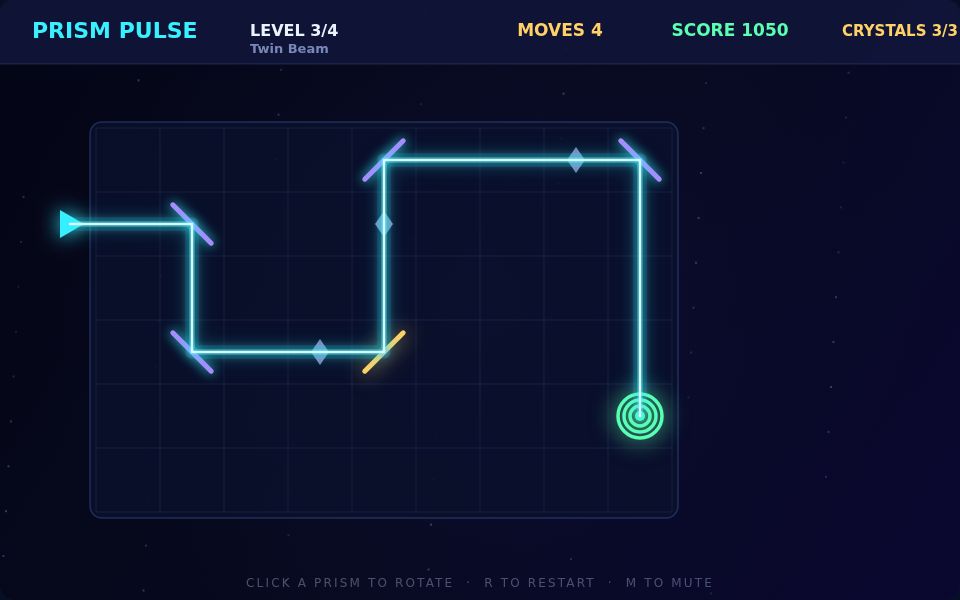 PRISM PULSE
LEVEL 3/4
Twin Beam
MOVES 4
SCORE 1050
CRYSTALS 3/3
CLICK A PRISM TO ROTATE · R TO RESTART · M TO MUTE